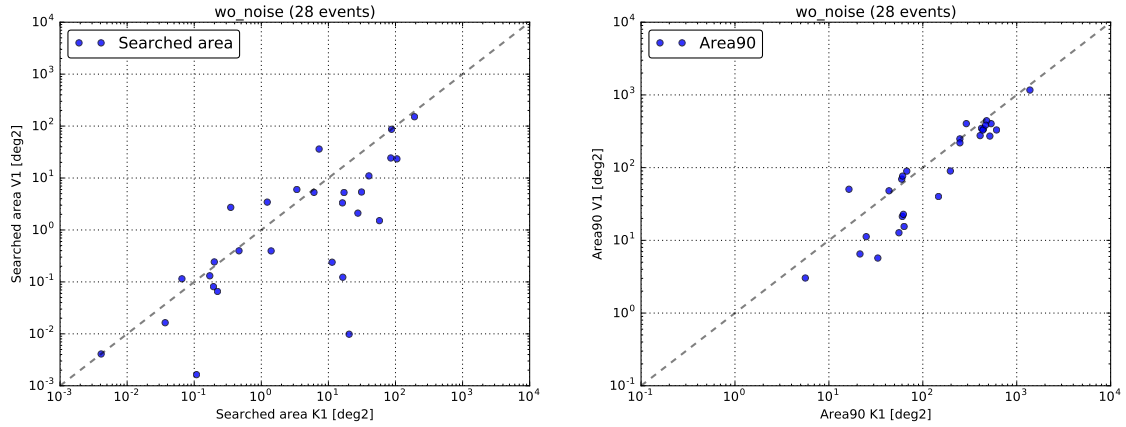 wo_noise (28 events)
Searched area
10^4
10^3
10^2
10^1
10^0
10^-1
10^-2
10^-3
Searched area V1 [deg2]
10^-3 10^-2 10^-1 10^0 10^1 10^2 10^3 10^4
Searched area K1 [deg2]
wo_noise (28 events)
Area90
10^4
10^3
10^2
10^1
10^0
10^-1
Area90 V1 [deg2]
10^-1 10^0 10^1 10^2 10^3 10^4
Area90 K1 [deg2]